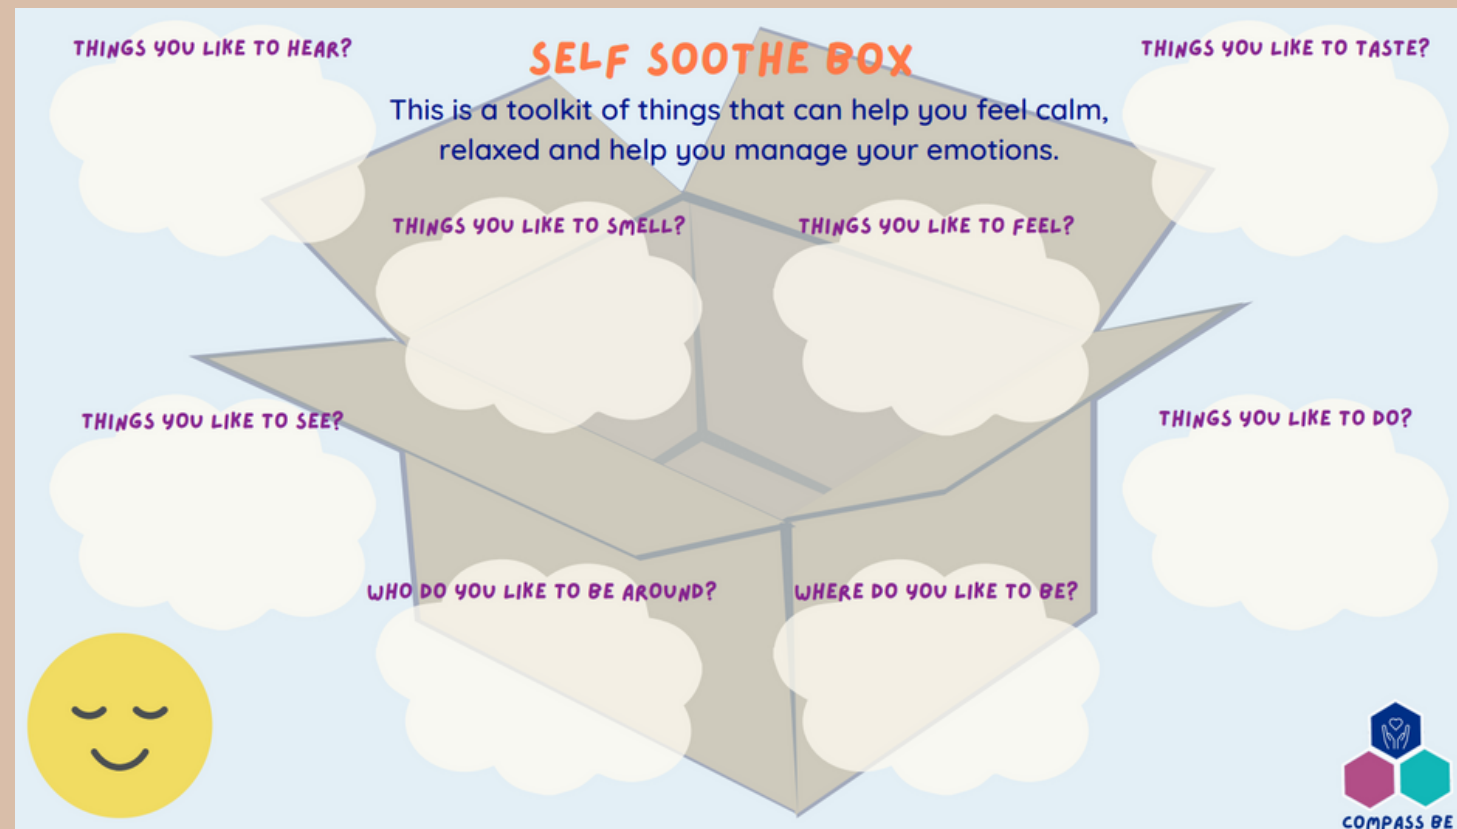 SELF SOOTHE BOX
This is a toolkit of things that can help you feel calm,
relaxed and help you manage your emotions.
THINGS YOU LIKE TO HEAR?
THINGS YOU LIKE TO TASTE?
THINGS YOU LIKE TO SMELL?
THINGS YOU LIKE TO FEEL?
THINGS YOU LIKE TO SEE?
THINGS YOU LIKE TO DO?
WHO DO YOU LIKE TO BE AROUND?
WHERE DO YOU LIKE TO BE?
COMPASS BE